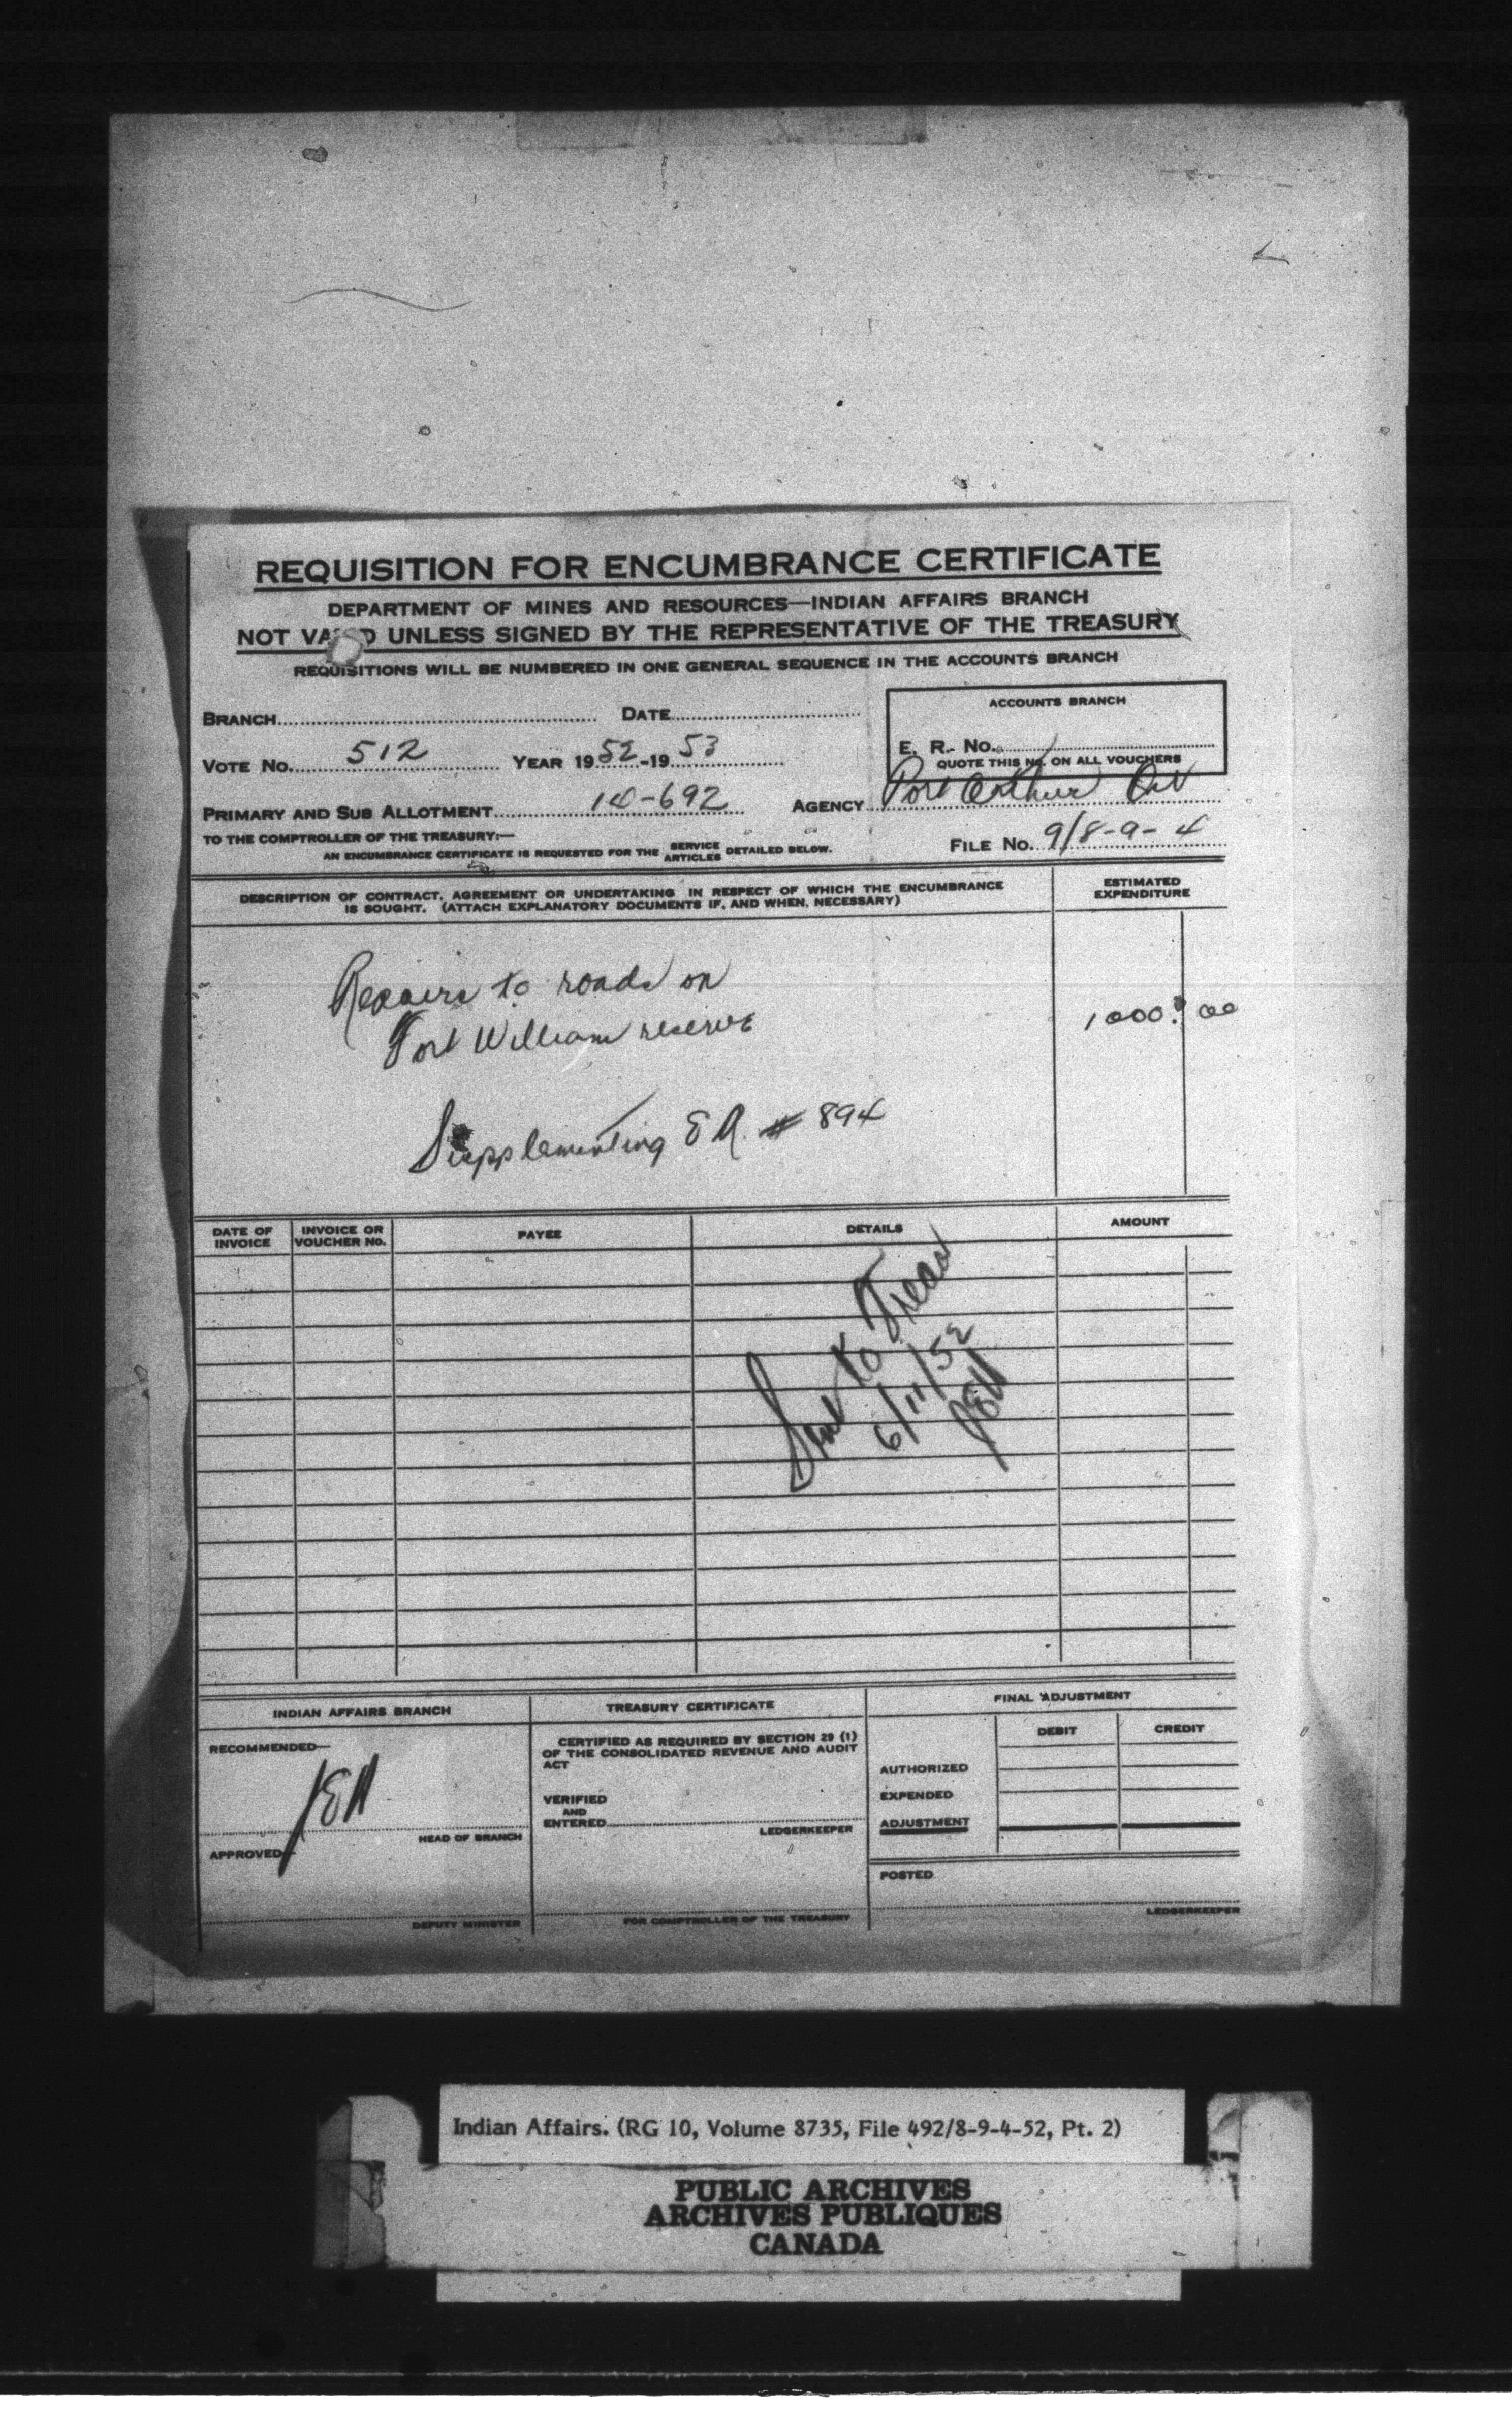 REQUISITION FOR ENCUMBRANCE CERTIFICATE
DEPARTMENT OF MINES AND RESOURCES—INDIAN AFFAIRS BRANCH
NOT VALID UNLESS SIGNED BY THE REPRESENTATIVE OF THE TREASURY
REQUISITIONS WILL BE NUMBERED IN ONE GENERAL SEQUENCE IN THE ACCOUNTS BRANCH
ACCOUNTS BRANCH
BRANCH DATE
E. R. No.
VOTE No. 512 YEAR 1952-1953
QUOTE THIS No. ON ALL VOUCHERS
PRIMARY AND SUB ALLOTMENT 10-692 AGENCY Port Arthur Ont
TO THE COMPTROLLER OF THE TREASURY:—
AN ENCUMBRANCE CERTIFICATE IS REQUESTED FOR THE SERVICE ARTICLES DETAILED BELOW.
FILE No. 9/8-9-4
DESCRIPTION OF CONTRACT, AGREEMENT OR UNDERTAKING IN RESPECT OF WHICH THE ENCUMBRANCE
IS SOUGHT. (ATTACH EXPLANATORY DOCUMENTS IF, AND WHEN, NECESSARY)
ESTIMATED
EXPENDITURE
Repairs to roads on
Fort William reserve
1000.00
Supplementing E R # 894
DATE OF
INVOICE
INVOICE OR
VOUCHER No.
PAYEE
DETAILS
AMOUNT
Sent to Treas
6/11/52
INDIAN AFFAIRS BRANCH
RECOMMENDED—
HEAD OF BRANCH
APPROVED—
DEPUTY MINISTER
TREASURY CERTIFICATE
CERTIFIED AS REQUIRED BY SECTION 29 (1)
OF THE CONSOLIDATED REVENUE AND AUDIT
ACT
VERIFIED
AND
ENTERED
LEDGERKEEPER
FOR COMPTROLLER OF THE TREASURY
FINAL ADJUSTMENT
DEBIT CREDIT
AUTHORIZED
EXPENDED
ADJUSTMENT
POSTED
LEDGERKEEPER
Indian Affairs. (RG 10, Volume 8735, File 492/8-9-4-52, Pt. 2)
PUBLIC ARCHIVES
ARCHIVES PUBLIQUES
CANADA